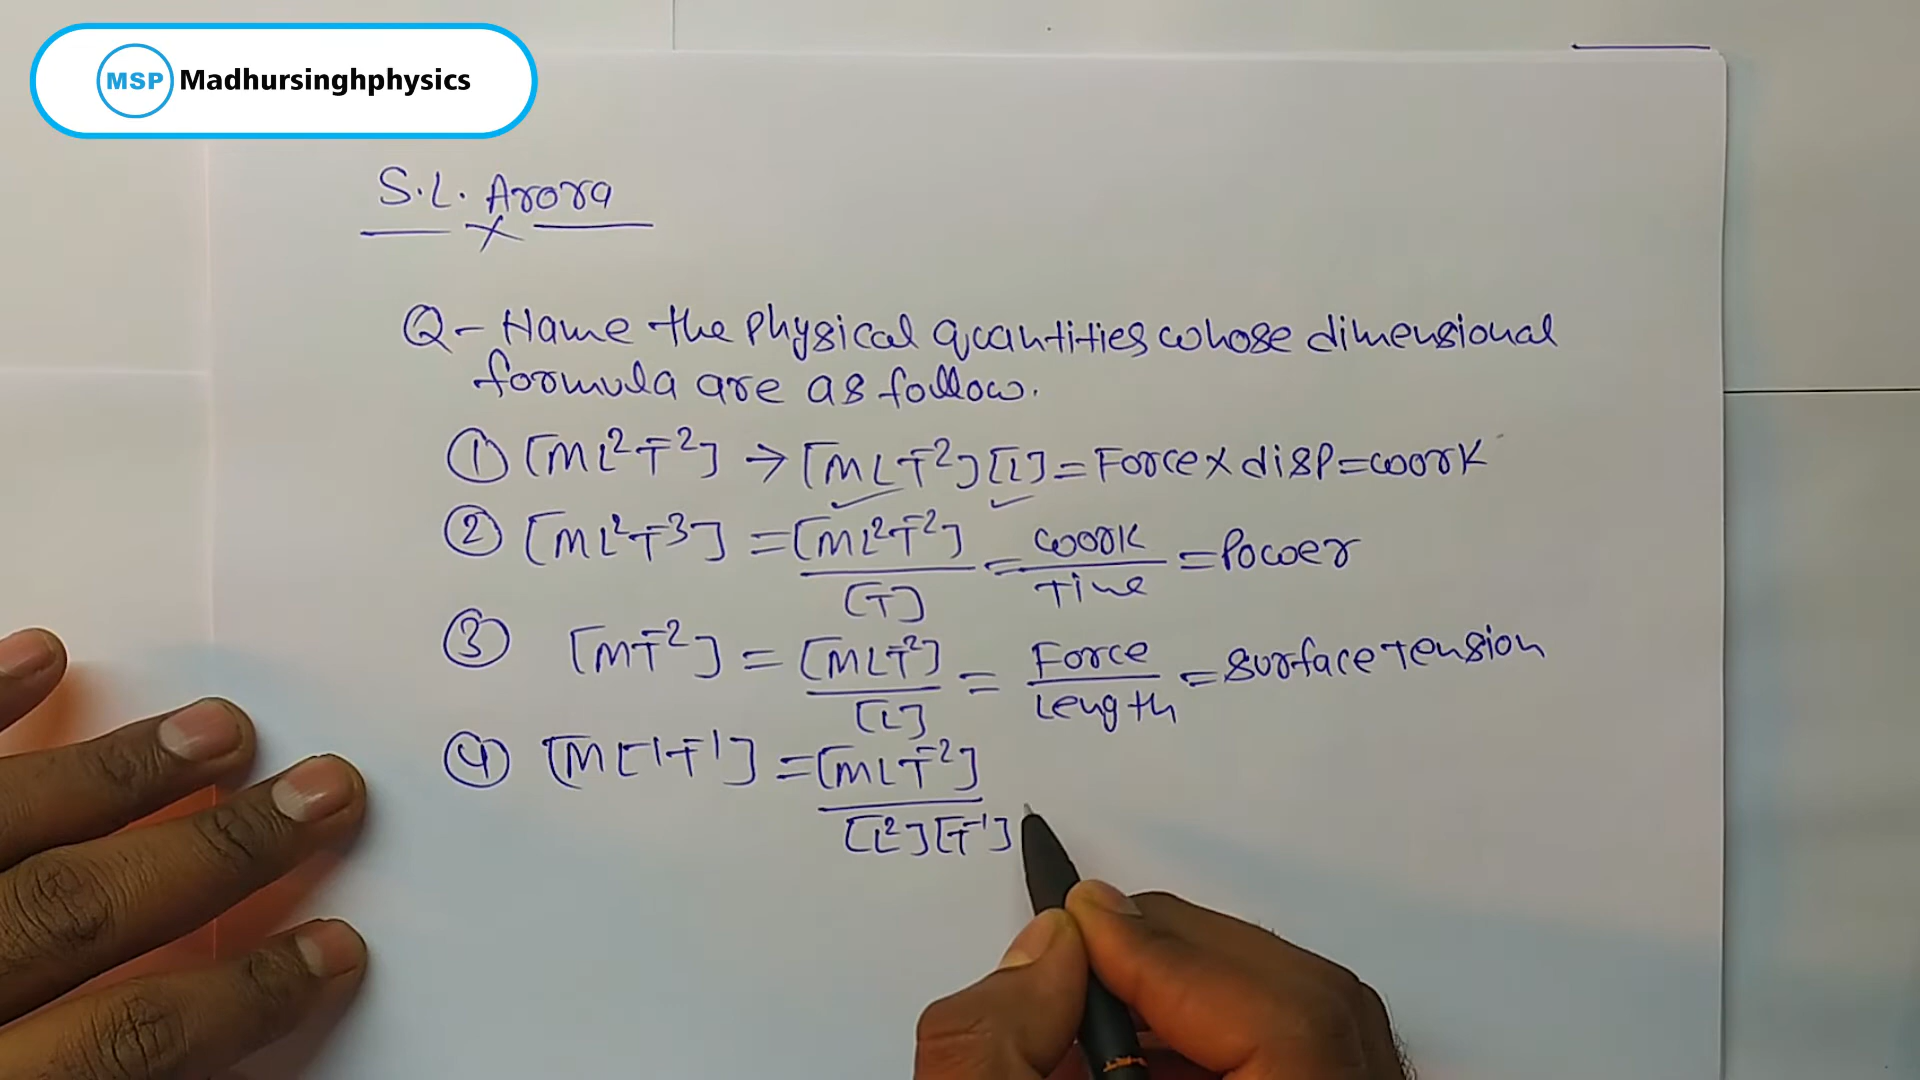 MSP Madhursinghphysics
S.L. Arora
Q - Name the physical quantities whose dimensional
formula are as follow.
① [ML²T⁻²] → [MLT⁻²][L] = Force x disp = work
② [ML²T⁻³] = [ML²T⁻²] / [T] = work / Time = Power
③ [MT⁻²] = [MLT⁻²] / [L] = Force / Length = surface tension
④ [ML⁻¹T⁻¹] = [MLT⁻²] / [L²][T⁻¹]